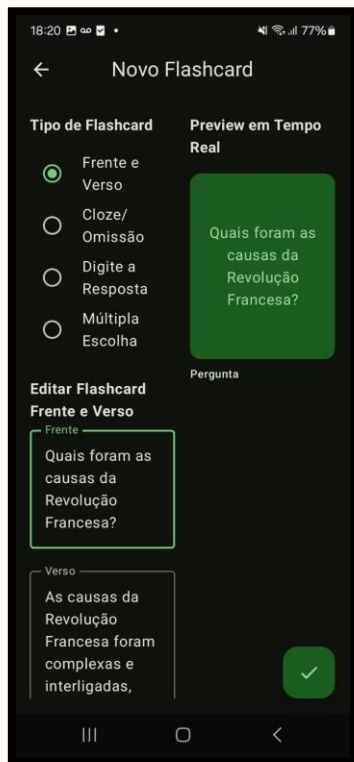 18:20
77%
Novo Flashcard
Tipo de Flashcard
Frente e
Verso
Cloze/
Omissão
Digite a
Resposta
Múltipla
Escolha
Preview em Tempo
Real
Quais foram as
causas da
Revolução
Francesa?
Pergunta
Editar Flashcard
Frente e Verso
Frente
Quais foram as
causas da
Revolução
Francesa?
Verso
As causas da
Revolução
Francesa foram
complexas e
interligadas,